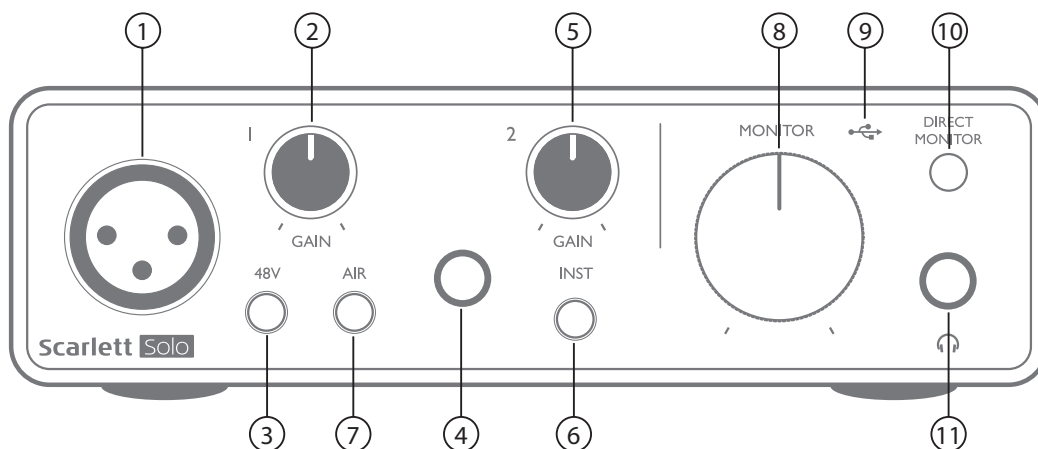 1 2 5 8 9 10
1 2 MONITOR DIRECT
MONITOR
GAIN GAIN
48V AIR INST
Scarlett Solo
3 7 4 6 11